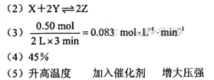 (2) X+2Y⇌2Z
(3) 0.50 mol / 2 L×3 min = 0.083 mol·L⁻¹·min⁻¹
(4) 45%
(5) 升高温度 加入催化剂 增大压强